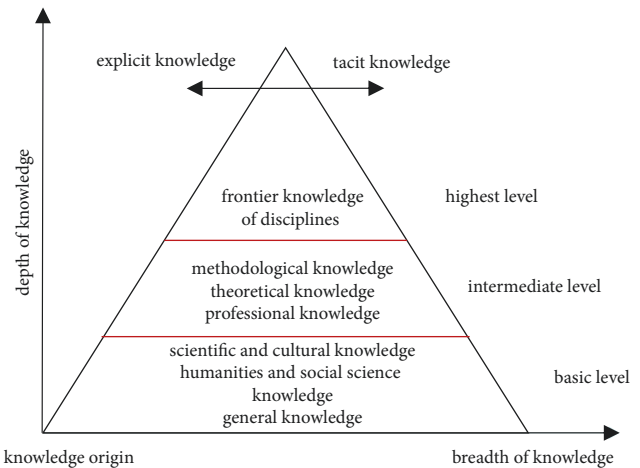 explicit knowledge
tacit knowledge
depth of knowledge
frontier knowledge
of disciplines
highest level
methodological knowledge
theoretical knowledge
professional knowledge
intermediate level
scientific and cultural knowledge
humanities and social science
knowledge
general knowledge
basic level
knowledge origin
breadth of knowledge